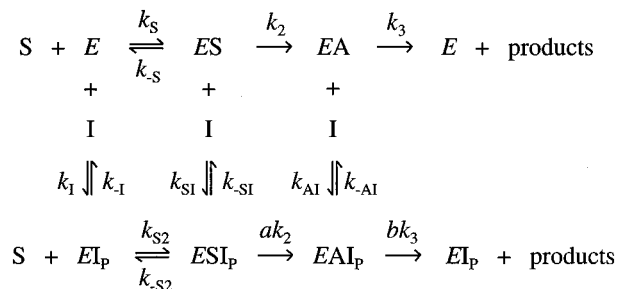 k_S k_2 k_3
S + E ⇌ ES ⟶ EA ⟶ E + products
k_-S
+ + +
I I I
k_I ⇌ k_-I k_SI ⇌ k_-SI k_AI ⇌ k_-AI
k_S2 ak_2 bk_3
S + EI_P ⇌ ESI_P ⟶ EAI_P ⟶ EI_P + products
k_-S2